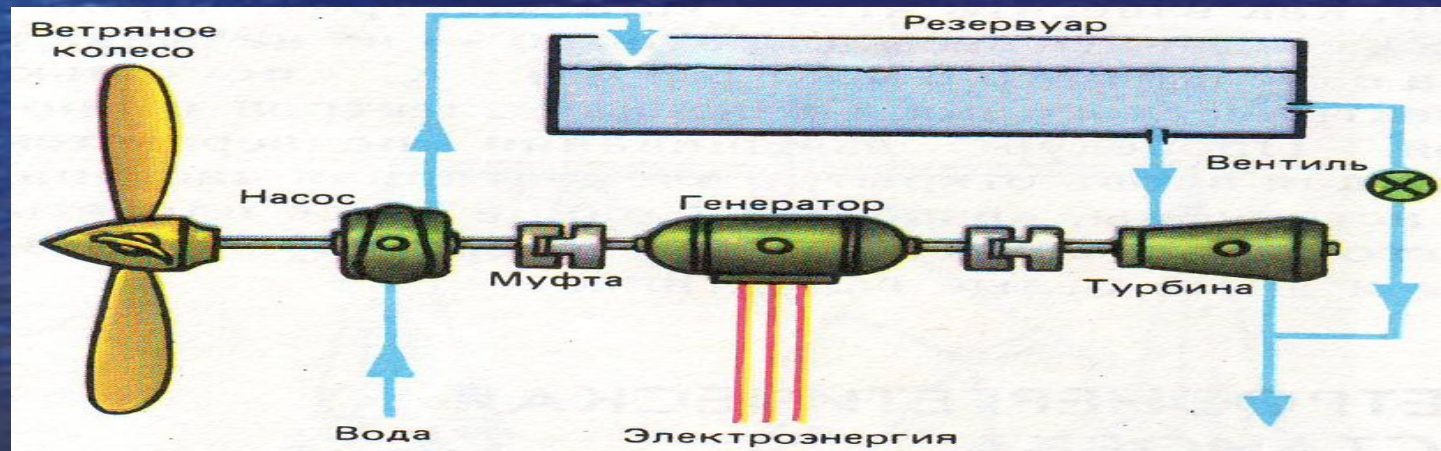 Ветряное
колесо
Резервуар
Насос
Муфта
Генератор
Вентиль
Турбина
Вода
Электроэнергия